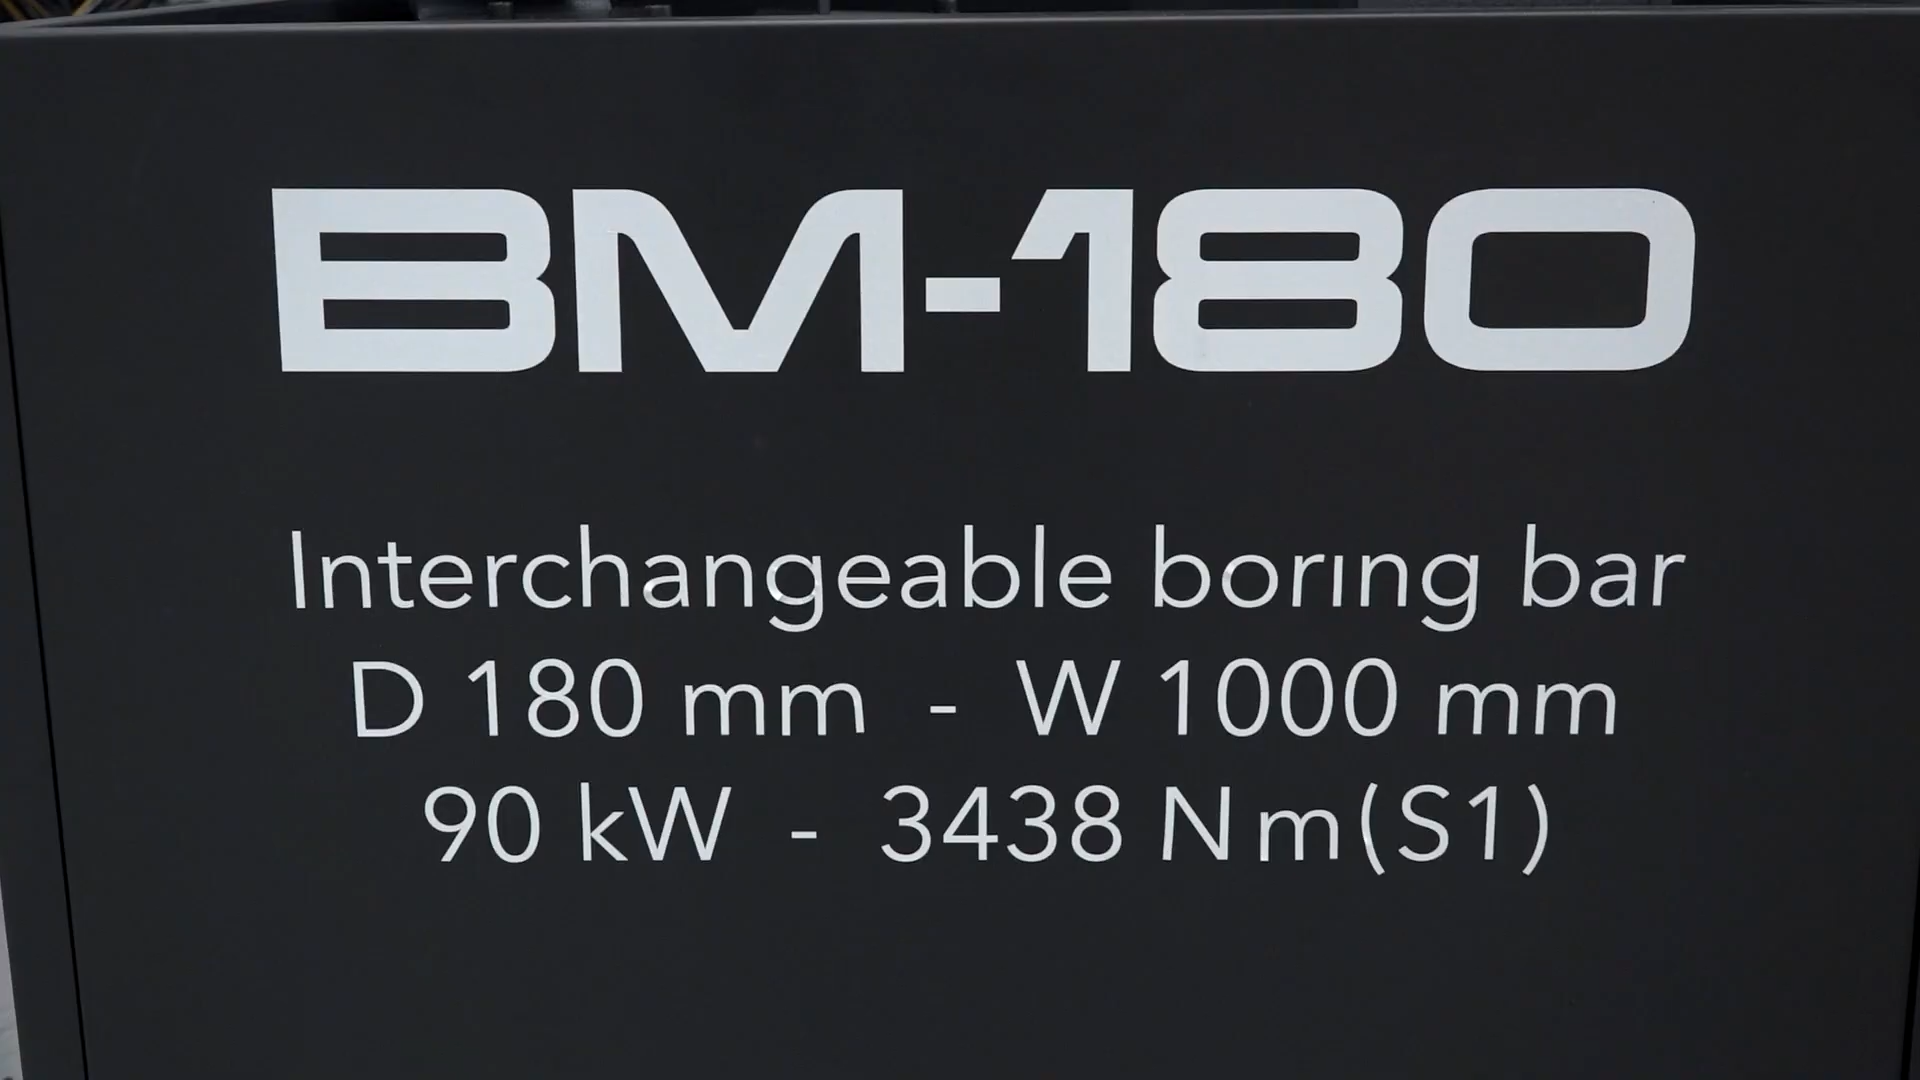 BM-180
Interchangeable boring bar
D 180 mm - W 1000 mm
90 kW - 3438 Nm(S1)